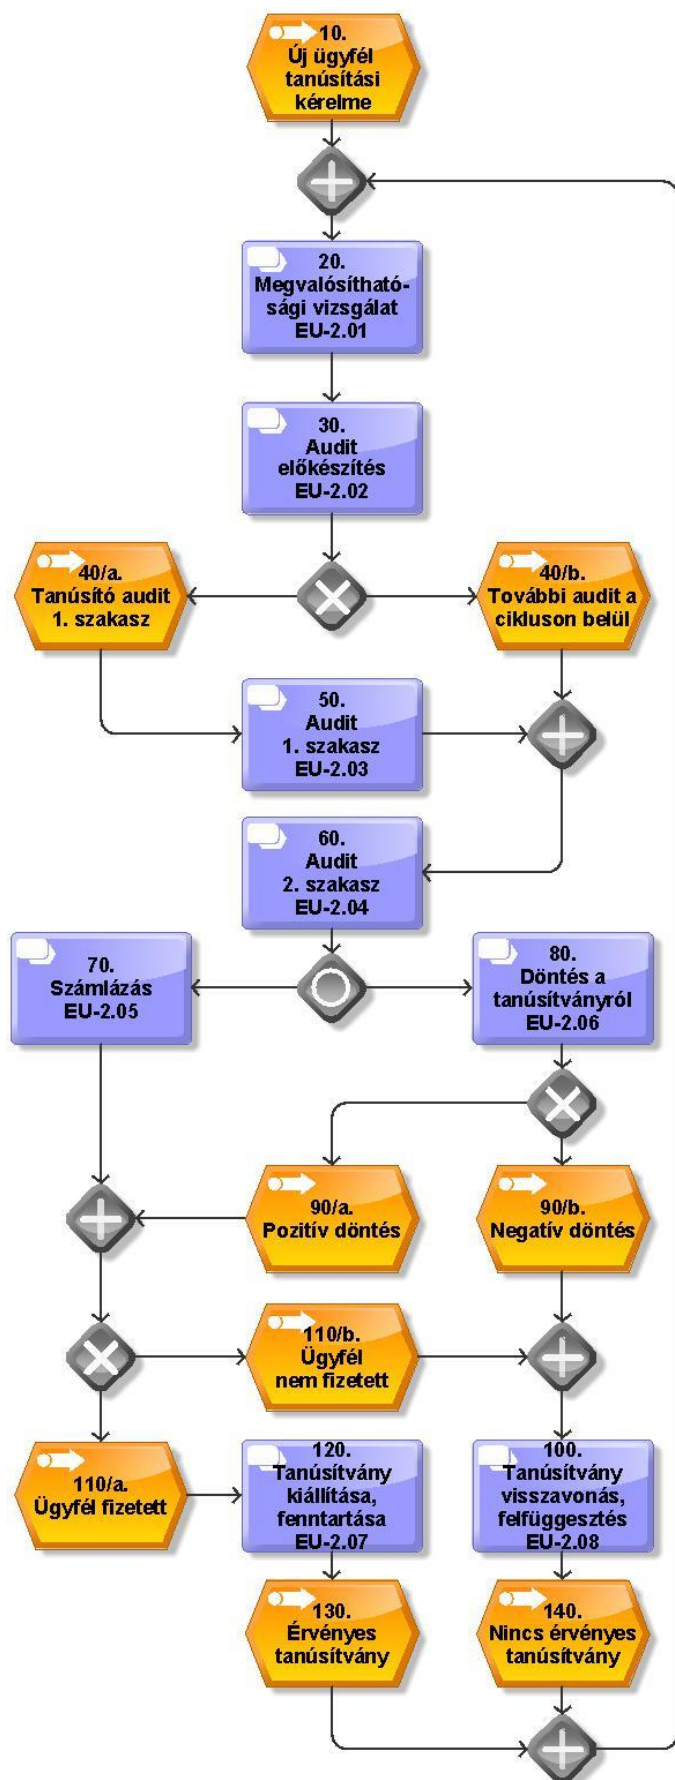 10.
Új ügyfél
tanúsítási
kérelme
20.
Megvalósítható-
sági vizsgálat
EU-2.01
30.
Audit
előkészítés
EU-2.02
40/a.
Tanúsító audit
1. szakasz
40/b.
További audit a
cikluson belül
50.
Audit
1. szakasz
EU-2.03
60.
Audit
2. szakasz
EU-2.04
70.
Számlázás
EU-2.05
80.
Döntés a
tanúsítványról
EU-2.06
90/a.
Pozitív döntés
90/b.
Negatív döntés
110/b.
Ügyfél
nem fizetett
110/a.
Ügyfél fizetett
120.
Tanúsítvány
kiállítása,
fenntartása
EU-2.07
100.
Tanúsítvány
visszavonás,
felfüggesztés
EU-2.08
130.
Érvényes
tanúsítvány
140.
Nincs érvényes
tanúsítvány